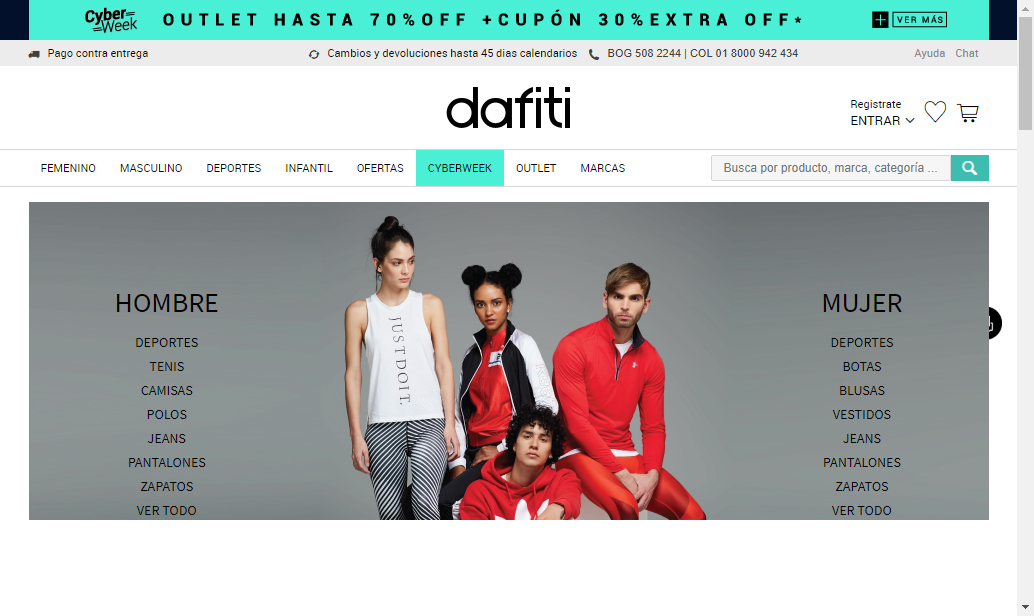 Cyber Week OUTLET HASTA 70%OFF +CUPÓN 30%EXTRA OFF* + VER MÁS
Pago contra entrega Cambios y devoluciones hasta 45 dias calendarios BOG 508 2244 | COL 01 8000 942 434 Ayuda Chat
dafiti
Registrate
ENTRAR
FEMENINO MASCULINO DEPORTES INFANTIL OFERTAS CYBERWEEK OUTLET MARCAS Busca por producto, marca, categoría ...
HOMBRE
DEPORTES
TENIS
CAMISAS
POLOS
JEANS
PANTALONES
ZAPATOS
VER TODO
JUST DO IT.
MUJER
DEPORTES
BOTAS
BLUSAS
VESTIDOS
JEANS
PANTALONES
ZAPATOS
VER TODO